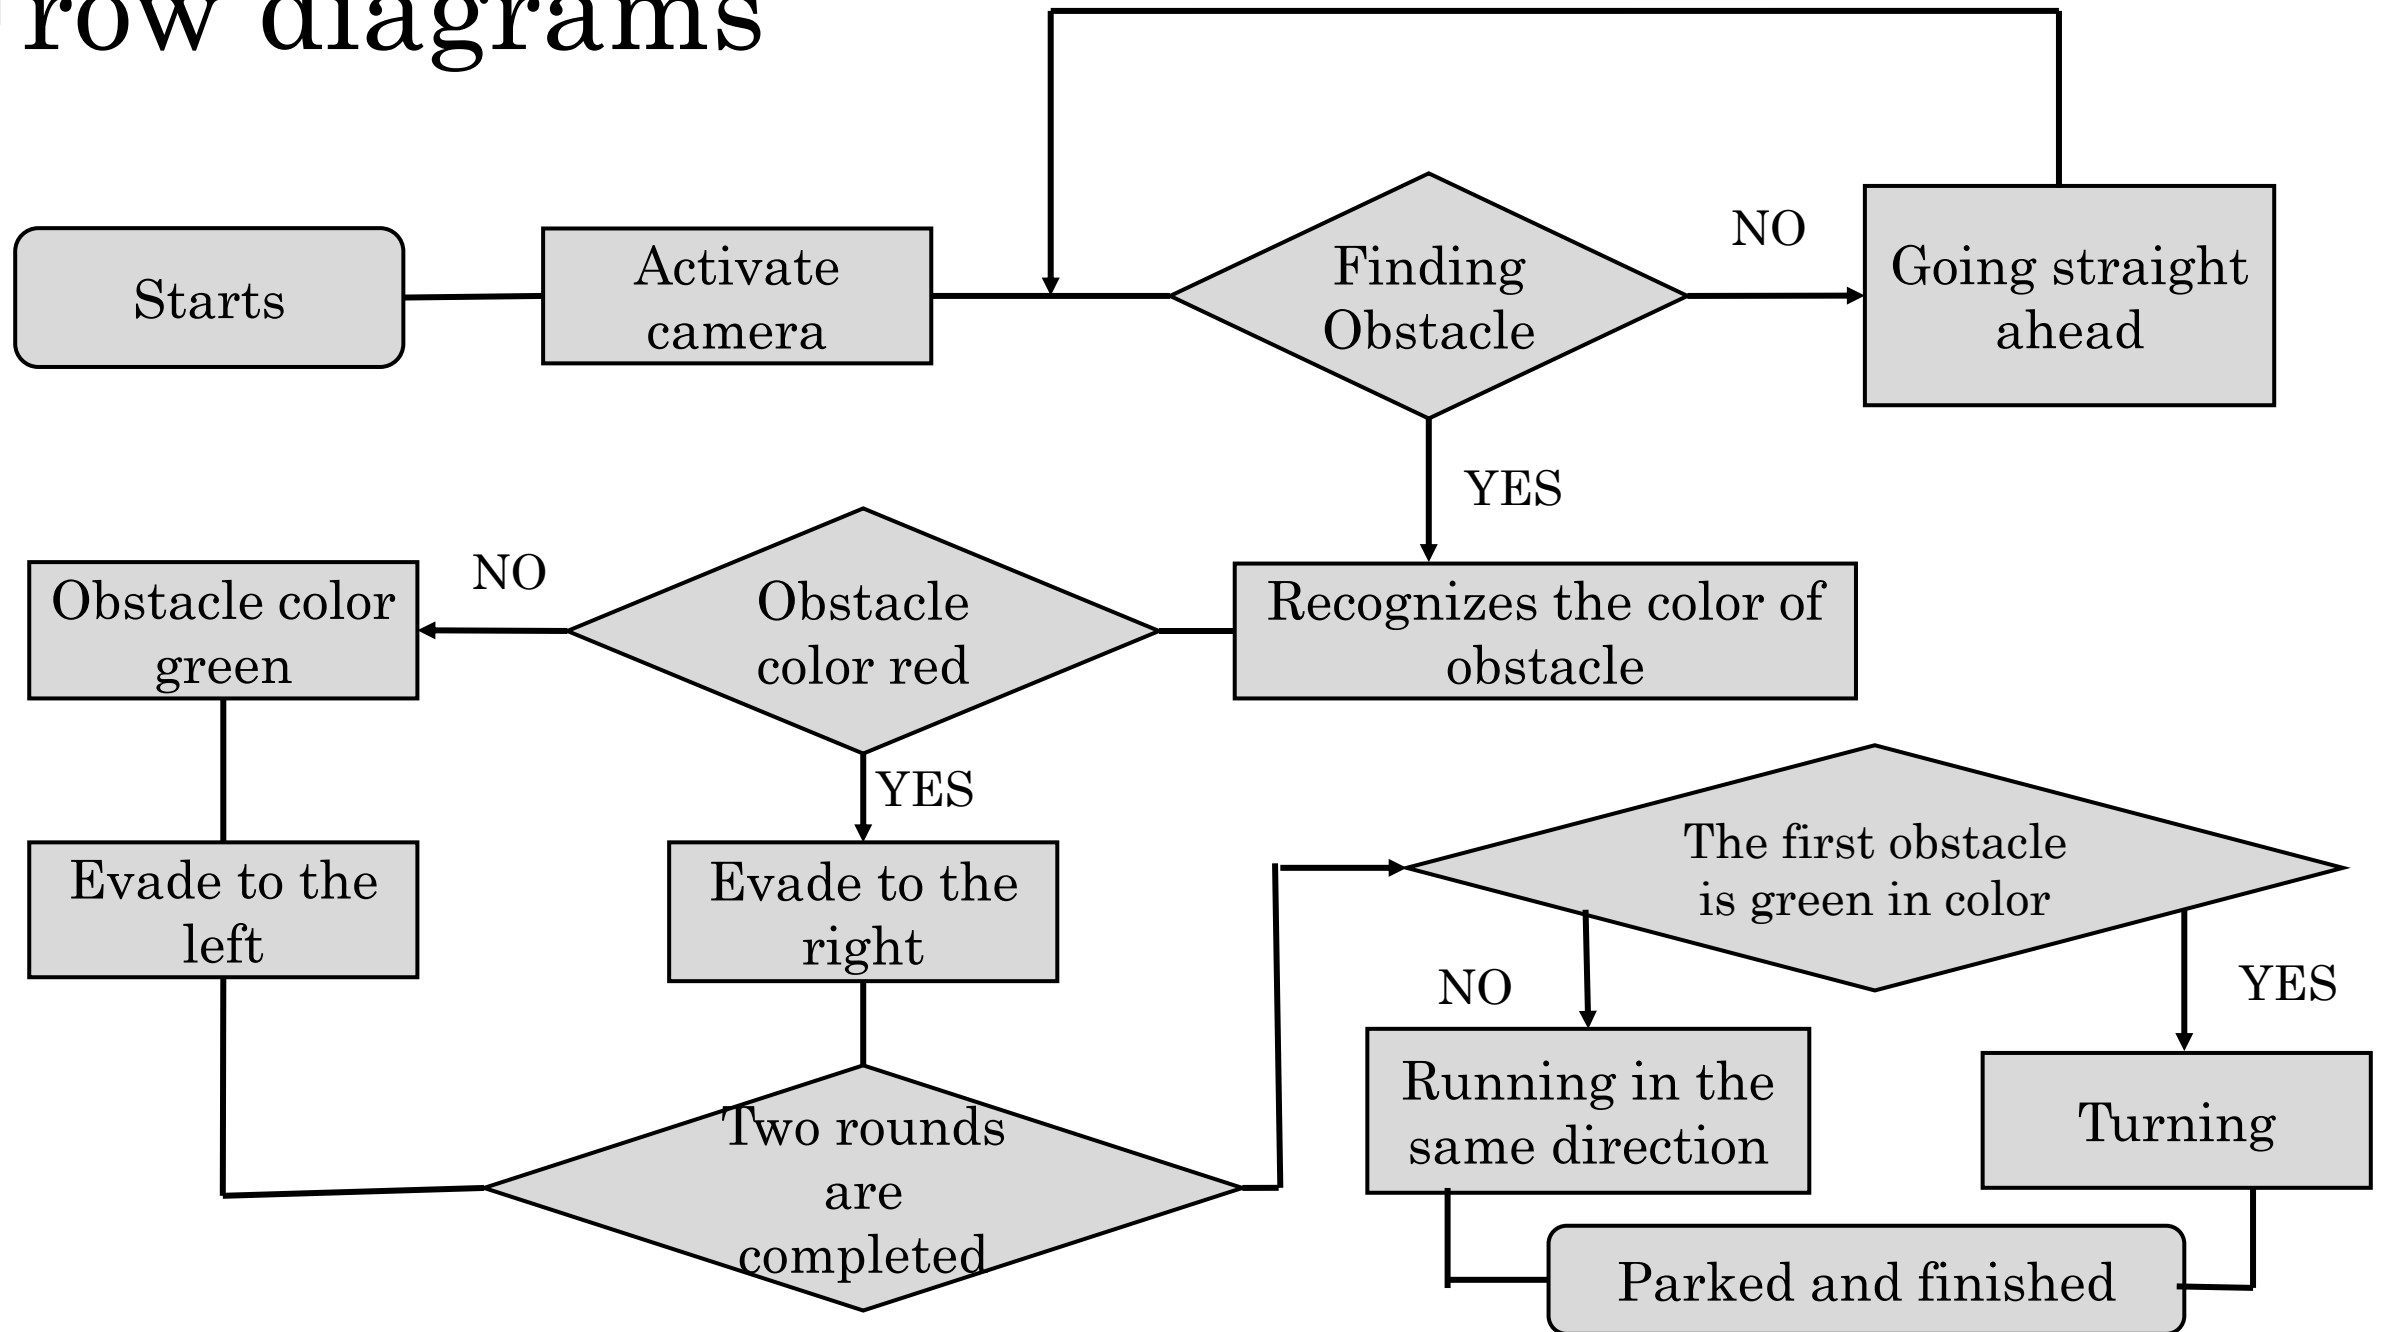 row diagrams
Starts
Activate
camera
Finding
Obstacle
NO
Going straight
ahead
YES
Recognizes the color of
obstacle
Obstacle
color red
NO
Obstacle color
green
YES
Evade to the
left
Evade to the
right
Two rounds
are
completed
The first obstacle
is green in color
NO
YES
Running in the
same direction
Turning
Parked and finished